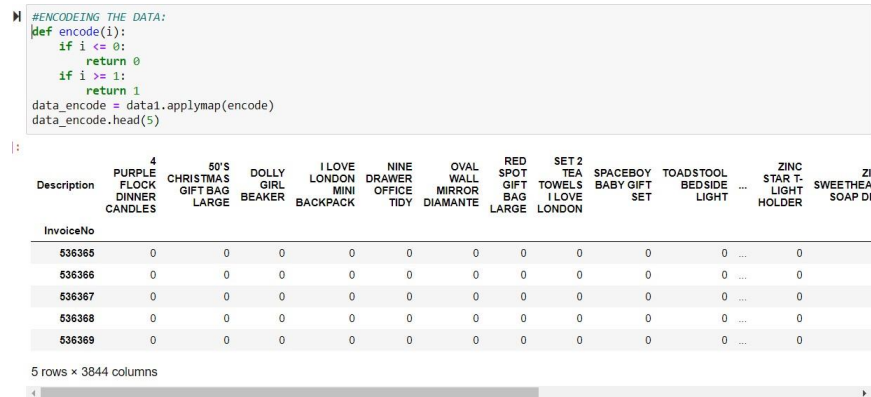 #ENCODEING THE DATA:
def encode(i):
if i <= 0:
return 0
if i >= 1:
return 1
data_encode = data1.applymap(encode)
data_encode.head(5)
Description 4 PURPLE FLOCK DINNER CANDLES 50'S CHRISTMAS GIFT BAG LARGE DOLLY GIRL BEAKER I LOVE LONDON MINI BACKPACK NINE DRAWER OFFICE TIDY OVAL WALL MIRROR DIAMANTE RED SPOT GIFT BAG LARGE SET 2 TEA TOWELS I LOVE LONDON SPACEBOY BABY GIFT SET TOADSTOOL BEDSIDE LIGHT ... ZINC STAR T-LIGHT HOLDER
InvoiceNo
536365 0 0 0 0 0 0 0 0 0 0 ... 0
536366 0 0 0 0 0 0 0 0 0 0 ... 0
536367 0 0 0 0 0 0 0 0 0 0 ... 0
536368 0 0 0 0 0 0 0 0 0 0 ... 0
536369 0 0 0 0 0 0 0 0 0 0 ... 0
5 rows × 3844 columns